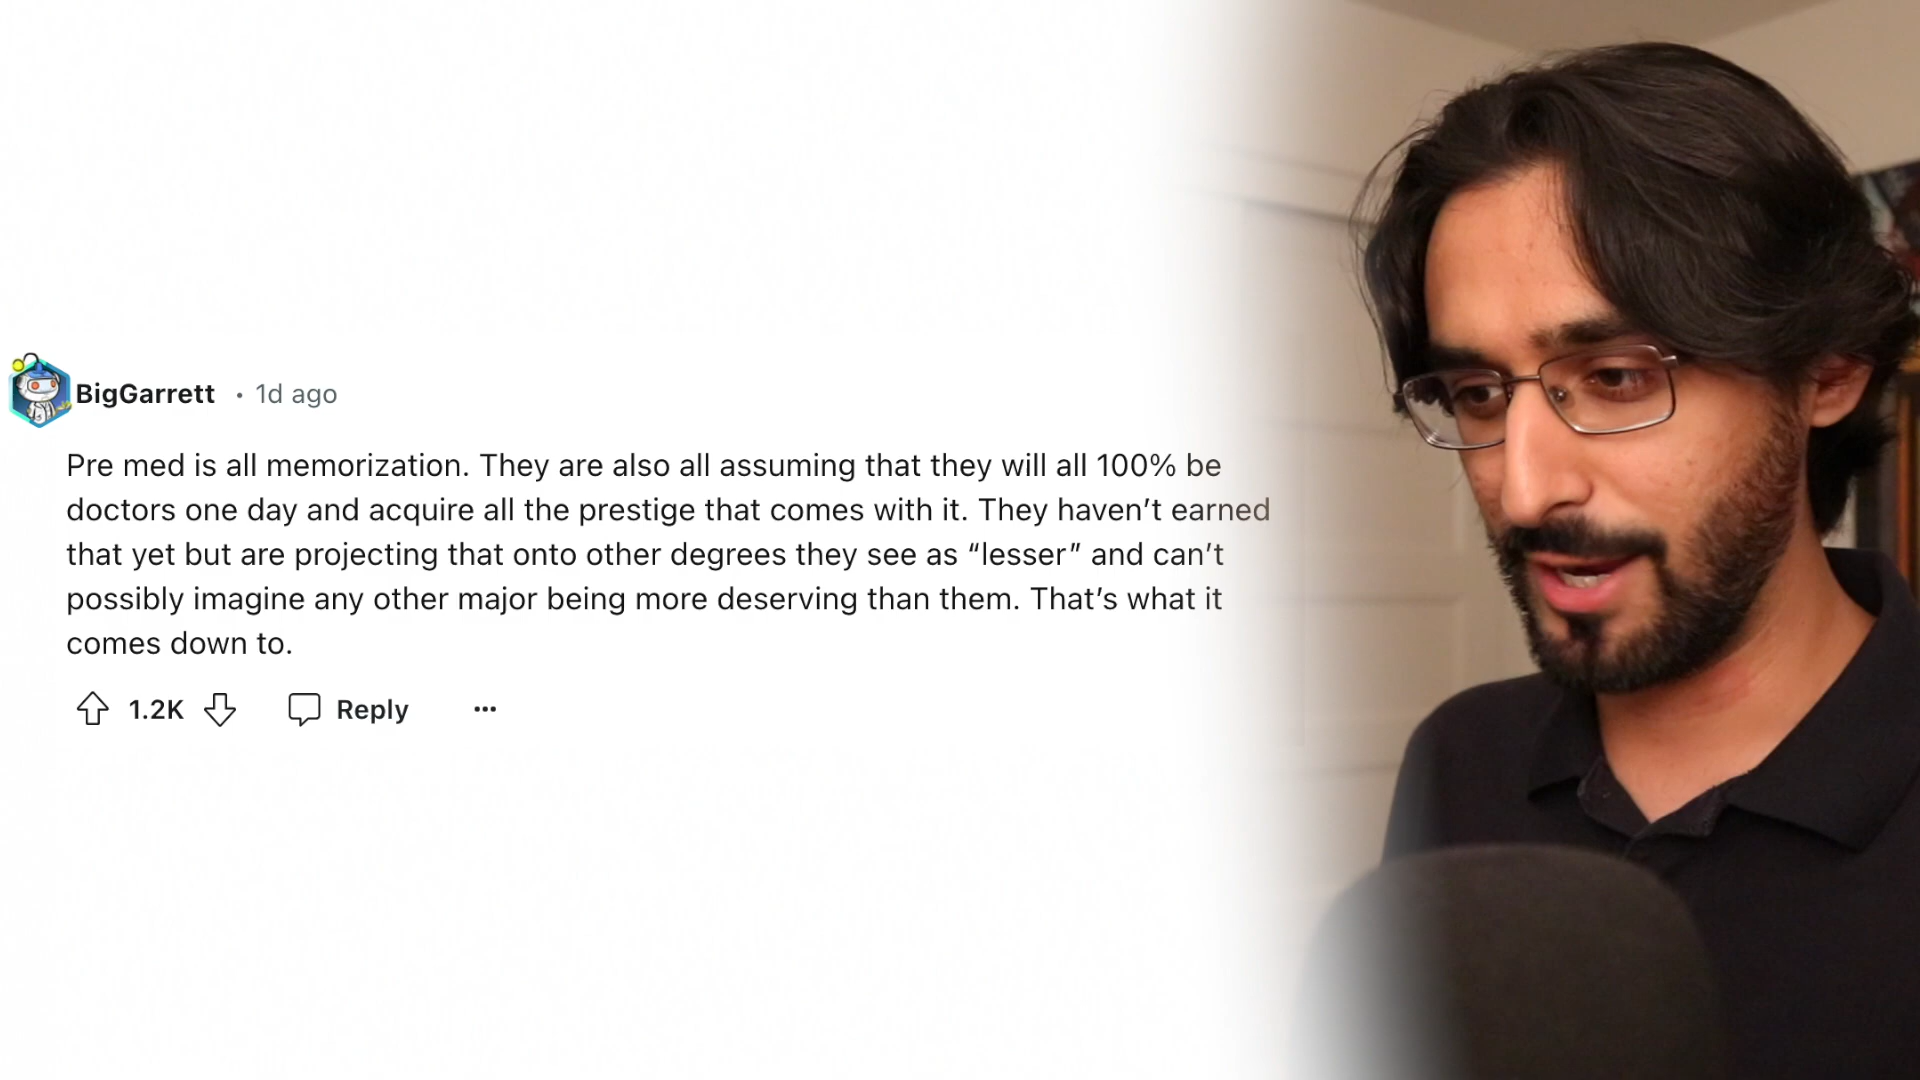 BigGarrett · 1d ago
Pre med is all memorization. They are also all assuming that they will all 100% be
doctors one day and acquire all the prestige that comes with it. They haven’t earned
that yet but are projecting that onto other degrees they see as “lesser” and can’t
possibly imagine any other major being more deserving than them. That’s what it
comes down to.
1.2K Reply ···